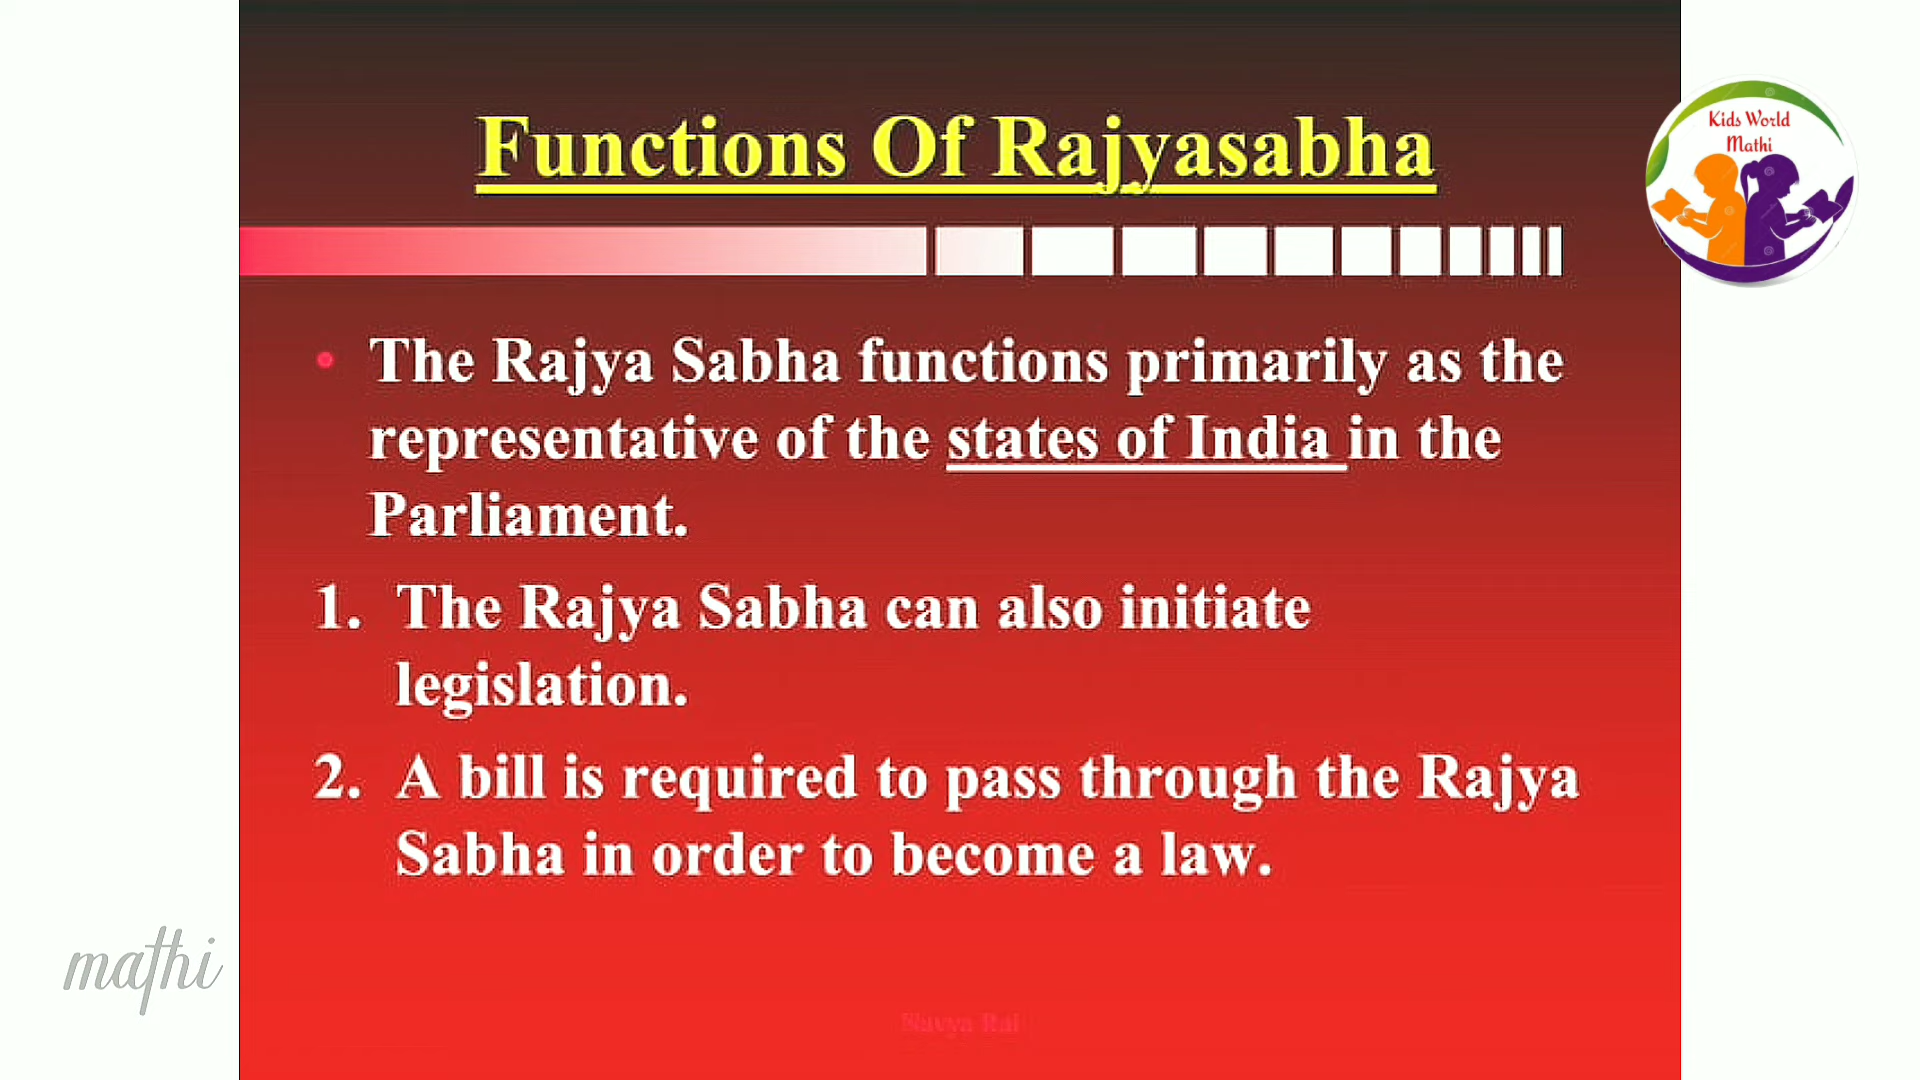 Functions Of Rajyasabha
Kids World
Mathi
• The Rajya Sabha functions primarily as the
representative of the states of India in the
Parliament.
1. The Rajya Sabha can also initiate
legislation.
2. A bill is required to pass through the Rajya
Sabha in order to become a law.
mathi
Navya Rai